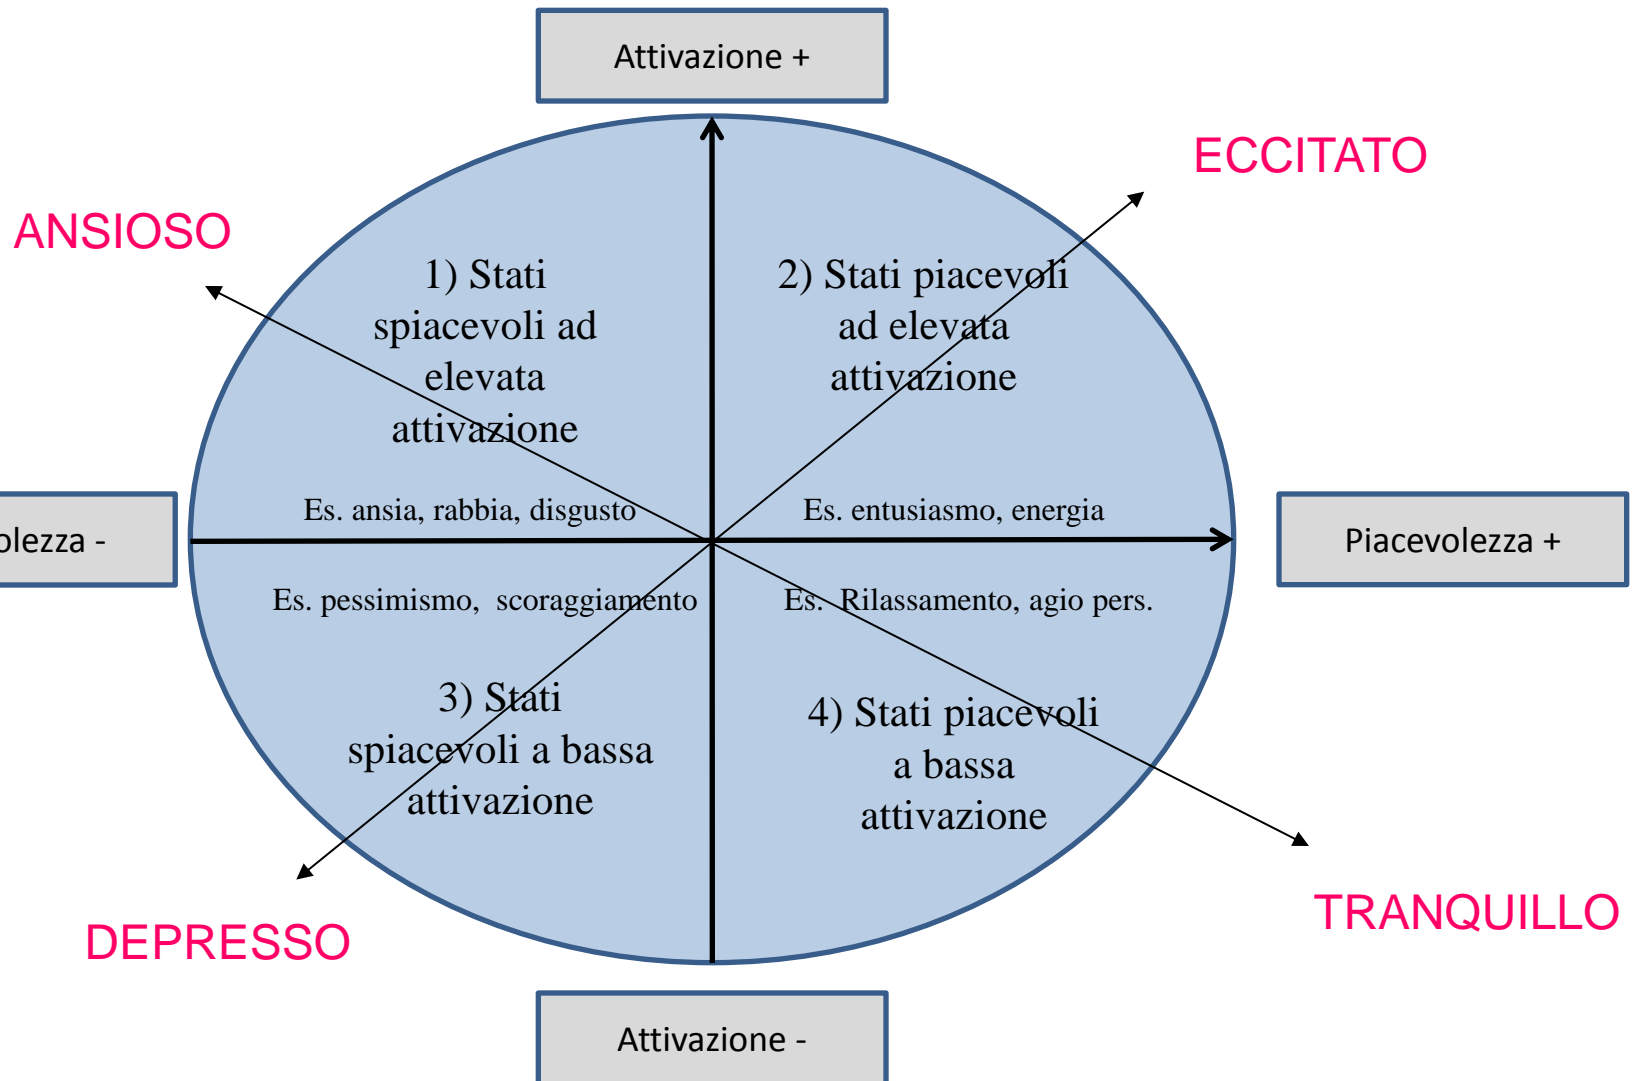 Attivazione +
ECCITATO
ANSIOSO
1) Stati
spiacevoli ad
elevata
attivazione
2) Stati piacevoli
ad elevata
attivazione
Es. ansia, rabbia, disgusto
Es. entusiasmo, energia
olezza -
Piacevolezza +
Es. pessimismo, scoraggiamento
Es. Rilassamento, agio pers.
3) Stati
spiacevoli a bassa
attivazione
4) Stati piacevoli
a bassa
attivazione
DEPRESSO
TRANQUILLO
Attivazione -